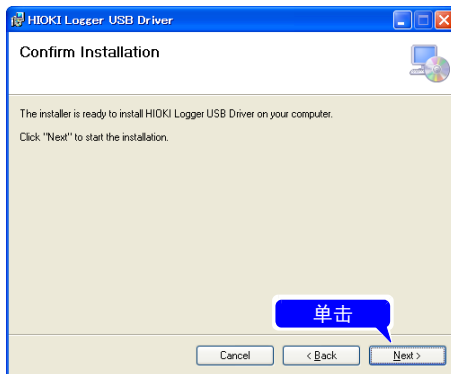 HIOKI Logger USB Driver
Confirm Installation
The installer is ready to install HIOKI Logger USB Driver on your computer.
Click "Next" to start the installation.
单击
Cancel
< Back
Next >